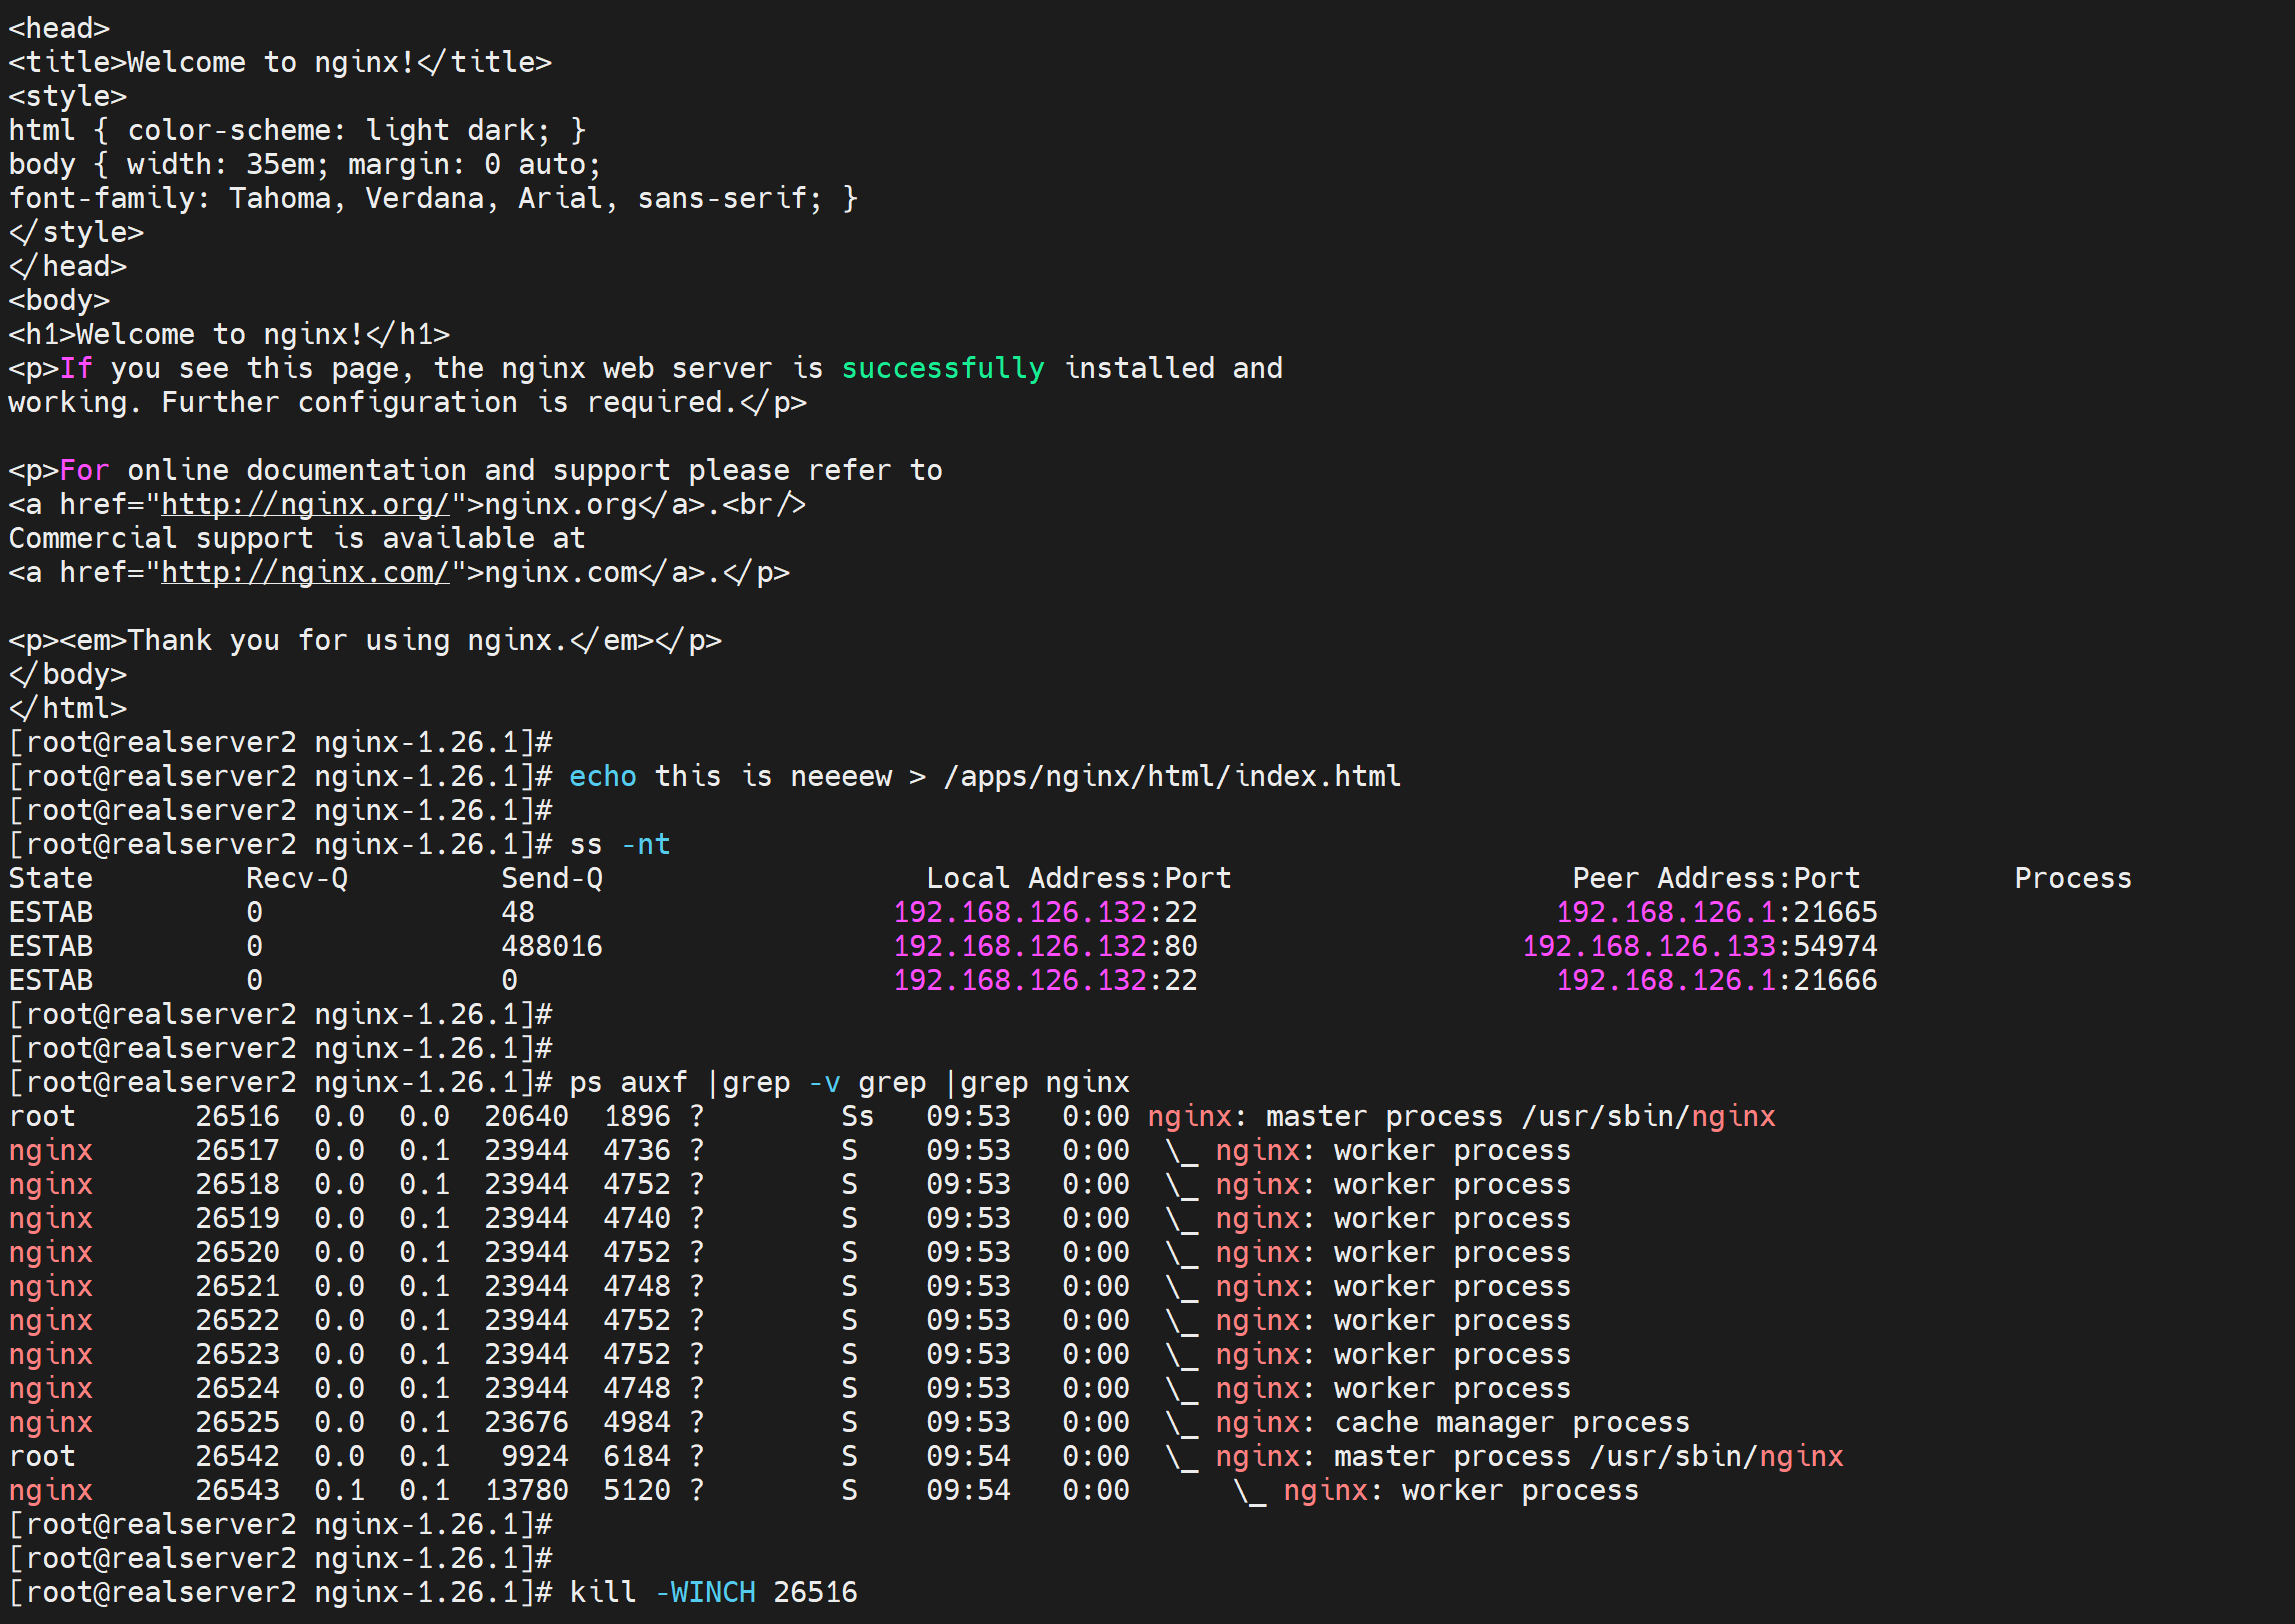 <head>
<title>Welcome to nginx!</title>
<style>
html { color-scheme: light dark; }
body { width: 35em; margin: 0 auto;
font-family: Tahoma, Verdana, Arial, sans-serif; }
</style>
</head>
<body>
<h1>Welcome to nginx!</h1>
<p>If you see this page, the nginx web server is successfully installed and
working. Further configuration is required.</p>

<p>For online documentation and support please refer to
<a href="http://nginx.org/">nginx.org</a>.<br/>
Commercial support is available at
<a href="http://nginx.com/">nginx.com</a>.</p>

<p><em>Thank you for using nginx.</em></p>
</body>
</html>
[root@realserver2 nginx-1.26.1]#
[root@realserver2 nginx-1.26.1]# echo this is neeeew > /apps/nginx/html/index.html
[root@realserver2 nginx-1.26.1]#
[root@realserver2 nginx-1.26.1]# ss -nt
State         Recv-Q         Send-Q                   Local Address:Port                    Peer Address:Port         Process
ESTAB         0              48                     192.168.126.132:22                     192.168.126.1:21665
ESTAB         0              488016                 192.168.126.132:80                   192.168.126.133:54974
ESTAB         0              0                      192.168.126.132:22                     192.168.126.1:21666
[root@realserver2 nginx-1.26.1]#
[root@realserver2 nginx-1.26.1]#
[root@realserver2 nginx-1.26.1]# ps auxf |grep -v grep |grep nginx
root       26516  0.0  0.0  20640  1896 ?        Ss   09:53   0:00 nginx: master process /usr/sbin/nginx
nginx      26517  0.0  0.1  23944  4736 ?        S    09:53   0:00  \_ nginx: worker process
nginx      26518  0.0  0.1  23944  4752 ?        S    09:53   0:00  \_ nginx: worker process
nginx      26519  0.0  0.1  23944  4740 ?        S    09:53   0:00  \_ nginx: worker process
nginx      26520  0.0  0.1  23944  4752 ?        S    09:53   0:00  \_ nginx: worker process
nginx      26521  0.0  0.1  23944  4748 ?        S    09:53   0:00  \_ nginx: worker process
nginx      26522  0.0  0.1  23944  4752 ?        S    09:53   0:00  \_ nginx: worker process
nginx      26523  0.0  0.1  23944  4752 ?        S    09:53   0:00  \_ nginx: worker process
nginx      26524  0.0  0.1  23944  4748 ?        S    09:53   0:00  \_ nginx: worker process
nginx      26525  0.0  0.1  23676  4984 ?        S    09:53   0:00  \_ nginx: cache manager process
root       26542  0.0  0.1   9924  6184 ?        S    09:54   0:00  \_ nginx: master process /usr/sbin/nginx
nginx      26543  0.1  0.1  13780  5120 ?        S    09:54   0:00      \_ nginx: worker process
[root@realserver2 nginx-1.26.1]#
[root@realserver2 nginx-1.26.1]#
[root@realserver2 nginx-1.26.1]# kill -WINCH 26516